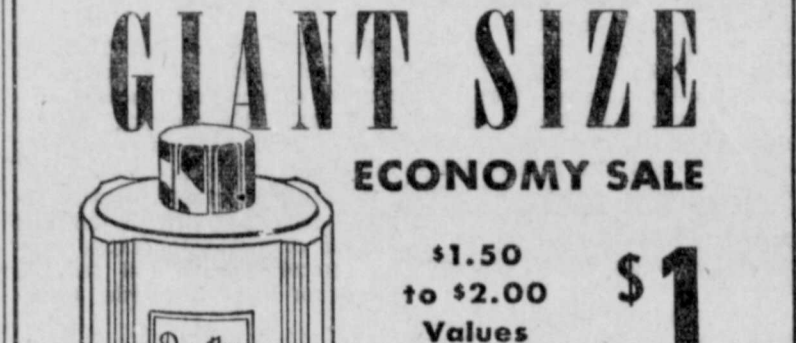 GIANT SIZE
ECONOMY SALE
$1.50
to $2.00
Values
$1